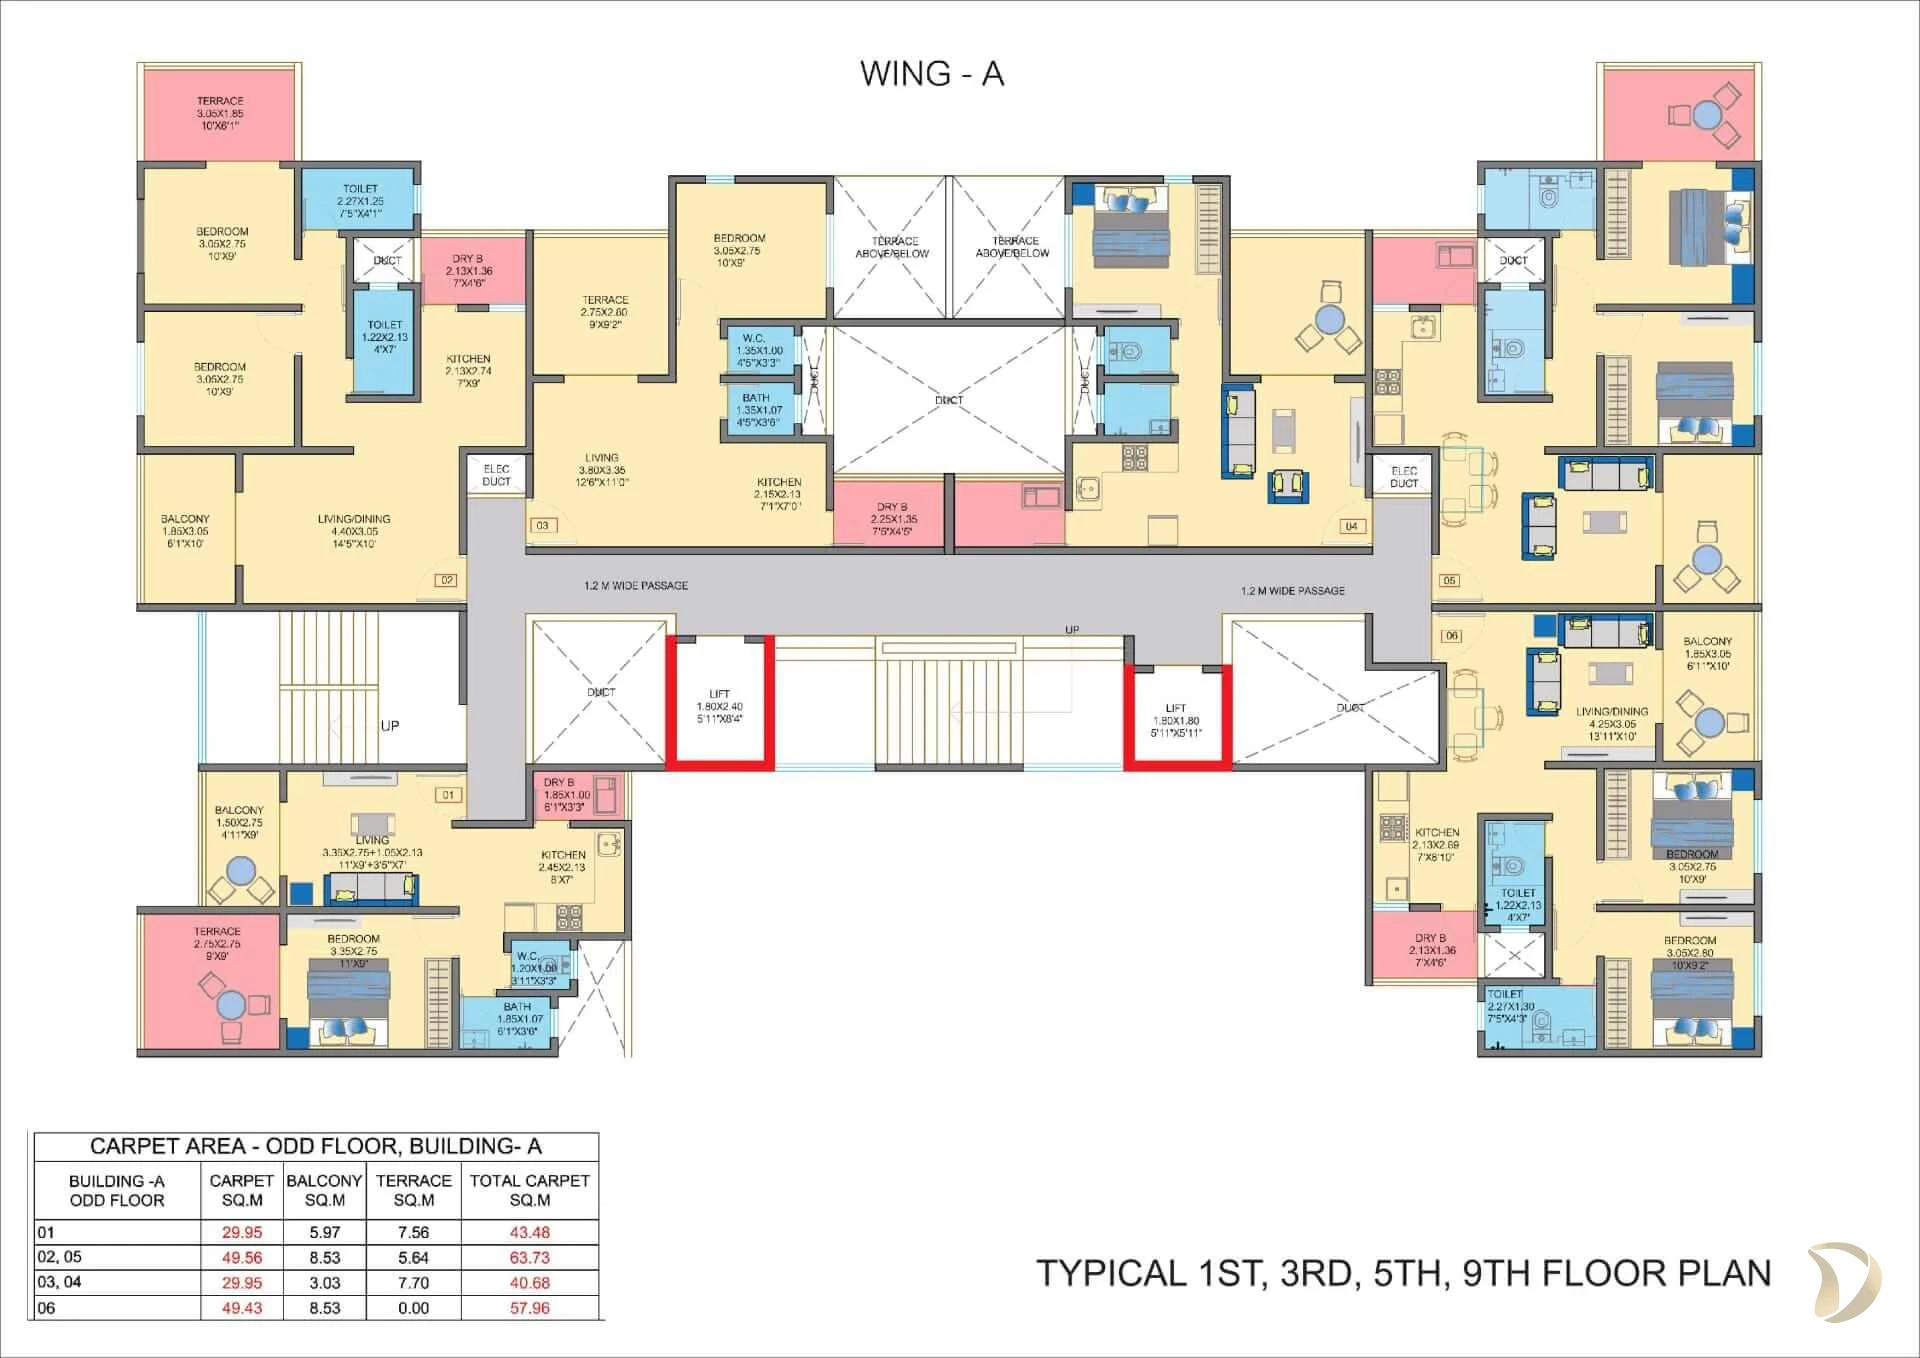 WING - A
TERRACE
3.05X1.85
10'X6'1"
TOILET
2.27X1.25
7'5"X4'1"
BEDROOM
3.05X2.75
10'X9'
DUCT
DRY B
2.13X1.36
7'X4'6"
TERRACE
2.75X2.80
9'X9'2"
BEDROOM
3.05X2.75
10'X9'
TERRACE
ABOVE/BELOW
TERRACE
ABOVE/BELOW
DUCT
BEDROOM
3.05X2.75
10'X9'
TOILET
1.22X2.13
4'X7'
KITCHEN
2.13X2.74
7'X9'
W.C.
1.35X1.00
4'5"X3'3"
BATH
1.35X1.07
4'5"X3'6"
DUCT
DUCT
DUCT
BALCONY
1.85X3.05
6'1"X10'
LIVING/DINING
4.40X3.05
14'5"X10'
ELEC
DUCT
LIVING
3.80X3.35
12'6"X11'0"
KITCHEN
2.15X2.13
7'1"X7'0"
DRY B
2.25X1.35
7'5"X4'5"
ELEC
DUCT
02
03
04
05
1.2 M WIDE PASSAGE
1.2 M WIDE PASSAGE
UP
UP
DUCT
LIFT
1.80X2.40
5'11"X8'4"
LIFT
1.80X1.80
5'11"X5'11"
DUCT
06
LIVING/DINING
4.25X3.05
13'11"X10'
BALCONY
1.85X3.05
6'11"X10'
BALCONY
1.50X2.75
4'11"X9'
01
LIVING
3.35X2.75+1.05X2.13
11'X9'+3'5"X7'
DRY B
1.85X1.00
6'1"X3'3"
KITCHEN
2.45X2.13
8'X7'
KITCHEN
2.13X2.69
7'X8'10"
TOILET
1.22X2.13
4'X7'
BEDROOM
3.05X2.75
10'X9'
TERRACE
2.75X2.75
9'X9'
BEDROOM
3.35X2.75
11'X9"
W.C.
1.20X1.00
3'11"X3'3"
BATH
1.85X1.07
6'1"X3'6"
DRY B
2.13X1.36
7'X4'6"
TOILET
2.27X1.30
7'5"X4'3"
BEDROOM
3.05X2.80
10'X9'2"
CARPET AREA - ODD FLOOR, BUILDING- A
BUILDING -A ODD FLOOR CARPET SQ.M BALCONY SQ.M TERRACE SQ.M TOTAL CARPET SQ.M
01 29.95 5.97 7.56 43.48
02, 05 49.56 8.53 5.64 63.73
03, 04 29.95 3.03 7.70 40.68
06 49.43 8.53 0.00 57.96
TYPICAL 1ST, 3RD, 5TH, 9TH FLOOR PLAN